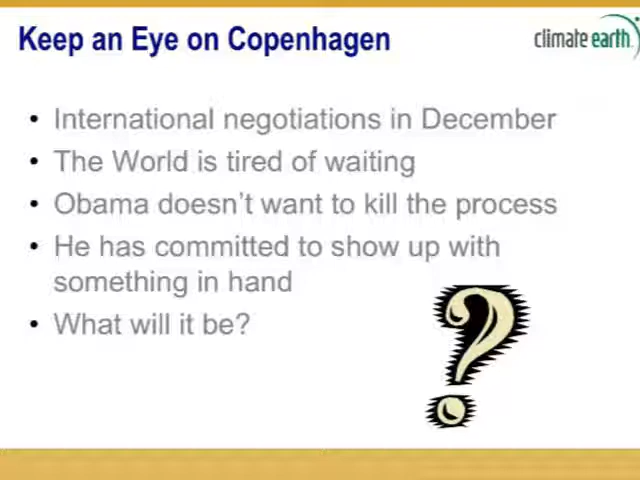 Keep an Eye on Copenhagen
climate earth
• International negotiations in December
• The World is tired of waiting
• Obama doesn't want to kill the process
• He has committed to show up with
something in hand
• What will it be?
?